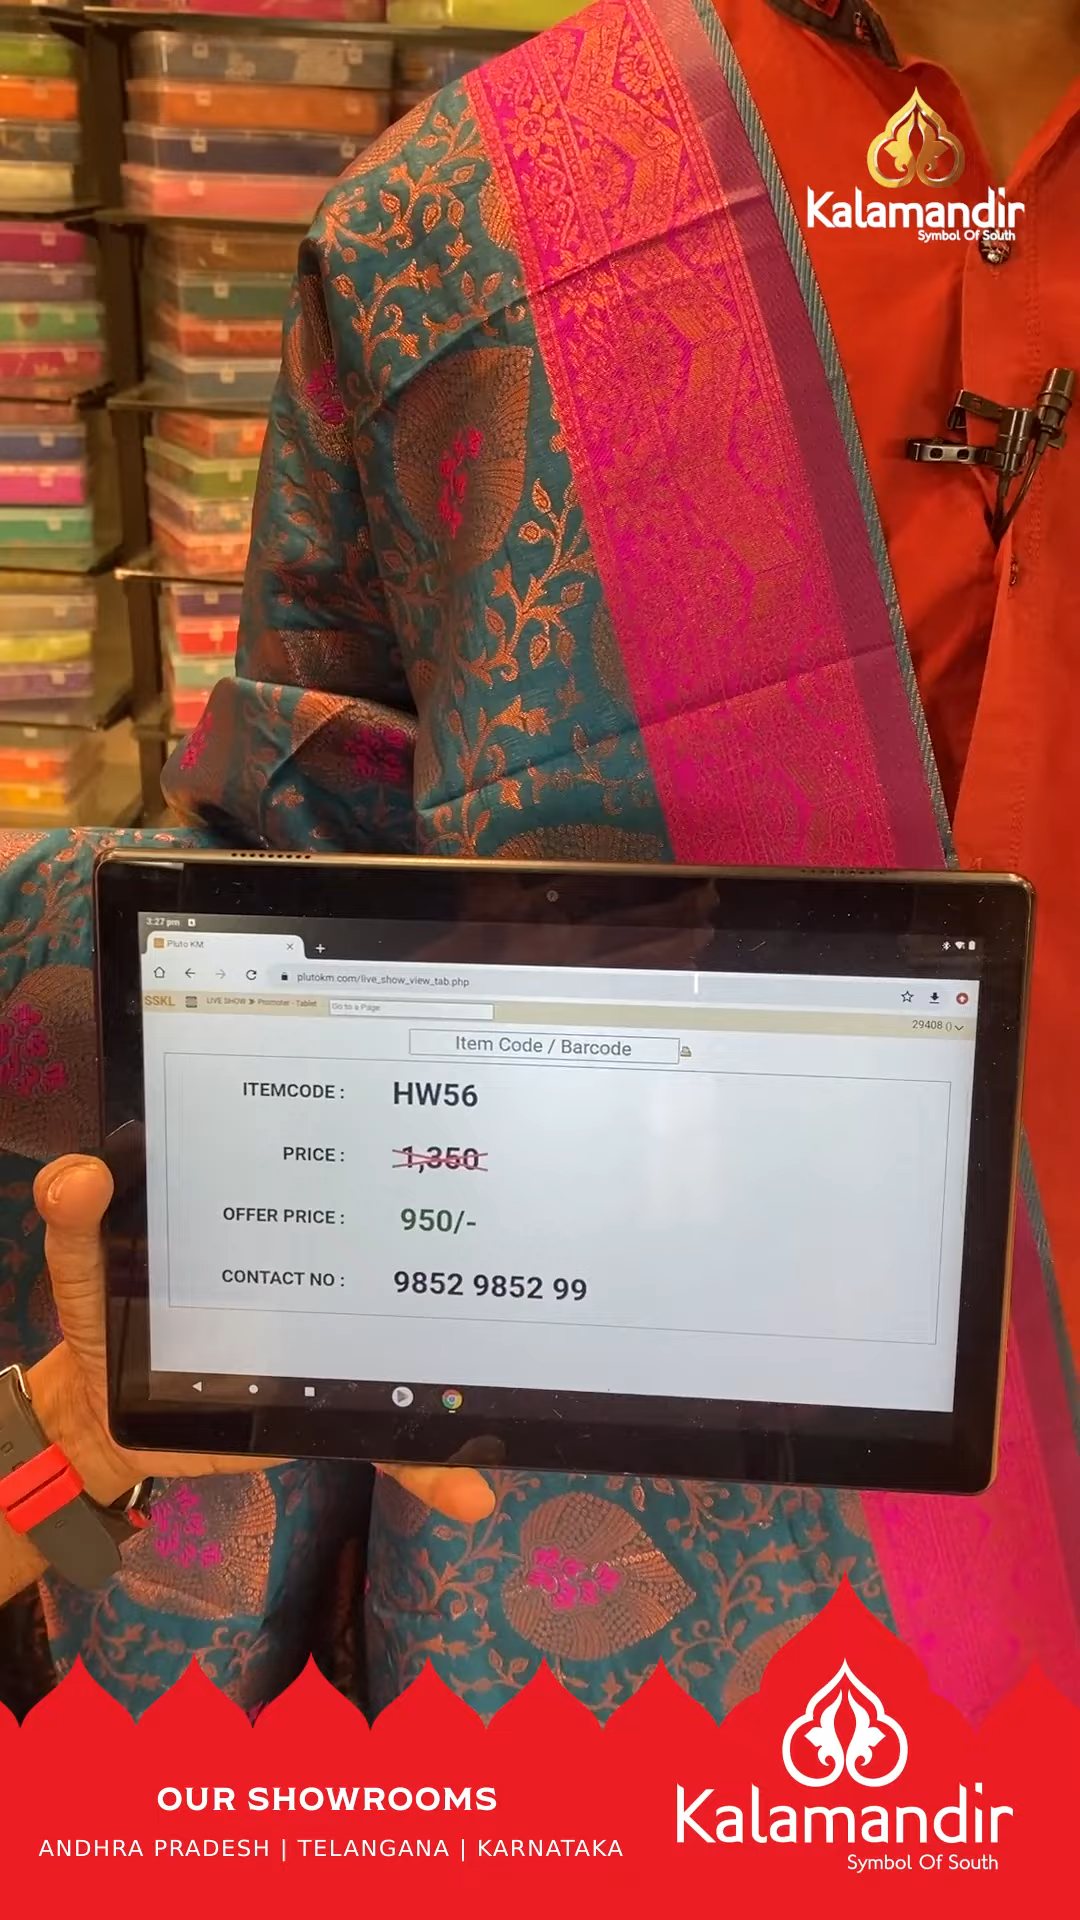 Kalamandir
Symbol Of South
3:27 pm
Pluto KM
plutokm.com/live_show_view_tab.php
SSKL
LIVE SHOW » Promoter - Tablet
Go to a Page
29408 ()
Item Code / Barcode
ITEMCODE : HW56
PRICE : 1,350
OFFER PRICE : 950/-
CONTACT NO : 9852 9852 99
OUR SHOWROOMS
ANDHRA PRADESH | TELANGANA | KARNATAKA
Kalamandir
Symbol Of South